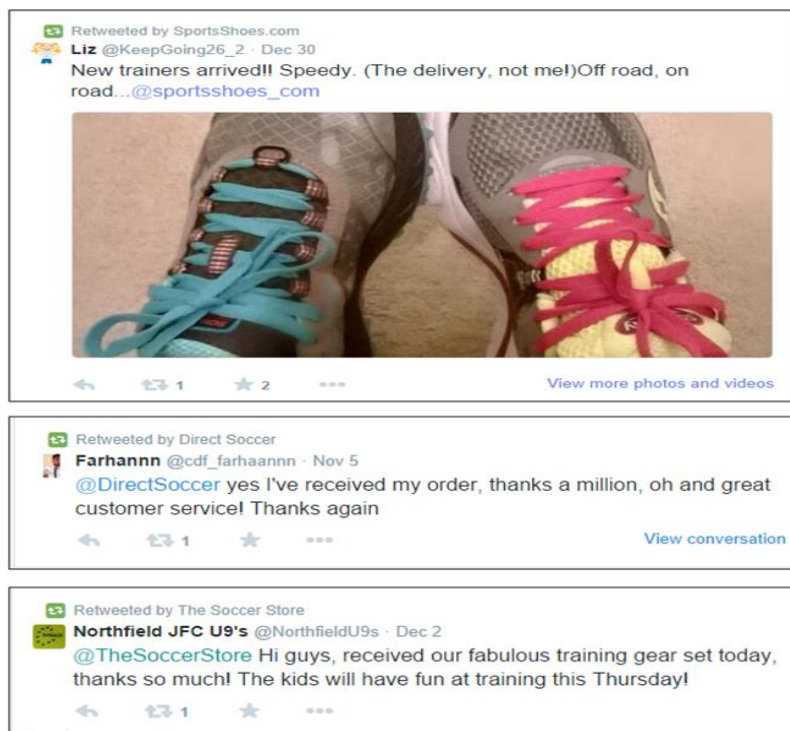 Retweeted by SportsShoes.com
Liz @KeepGoing26_2 · Dec 30
New trainers arrived!! Speedy. (The delivery, not me!)Off road, on
road...@sportsshoes_com
1 2 View more photos and videos
Retweeted by Direct Soccer
Farhannn @cdf_farhaannn · Nov 5
@DirectSoccer yes I've received my order, thanks a million, oh and great
customer service! Thanks again
1 View conversation
Retweeted by The Soccer Store
Northfield JFC U9's @NorthfieldU9s · Dec 2
@TheSoccerStore Hi guys, received our fabulous training gear set today,
thanks so much! The kids will have fun at training this Thursday!
1